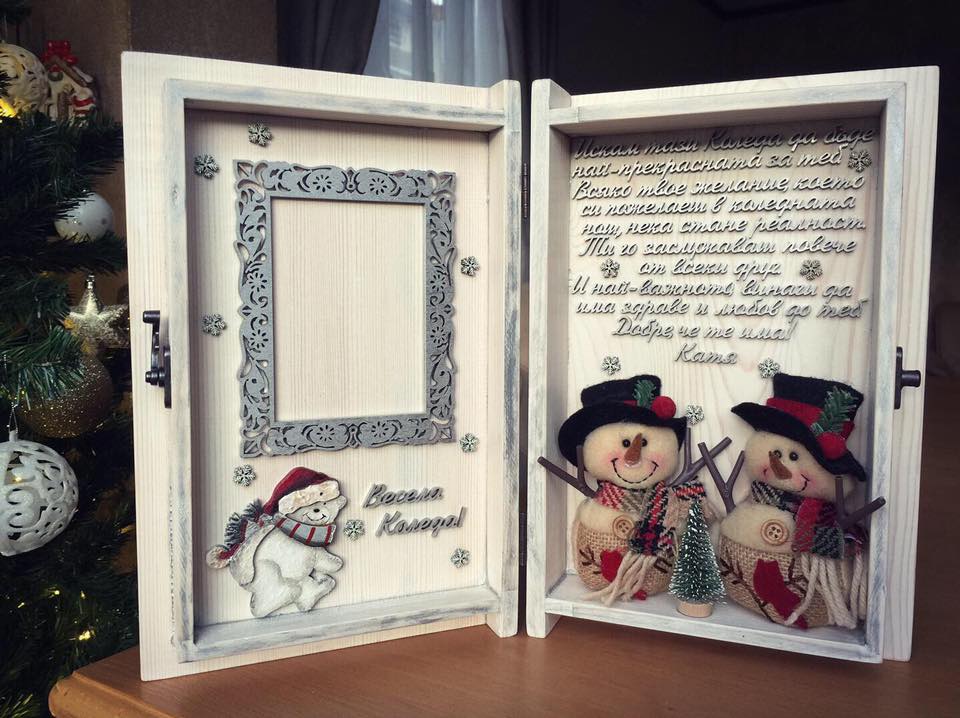 Весела
Коледа!
Искам тази Коледа да бъде
най-прекрасната за теб
Всяко твое желание, което
си пожелаеш в коледната
нощ, нека стане реалност.
Ти го заслужаваш повече
от всеки друг.
И най-важното, винаги да
има здраве и любов до теб
Добре, че те има!
Катя